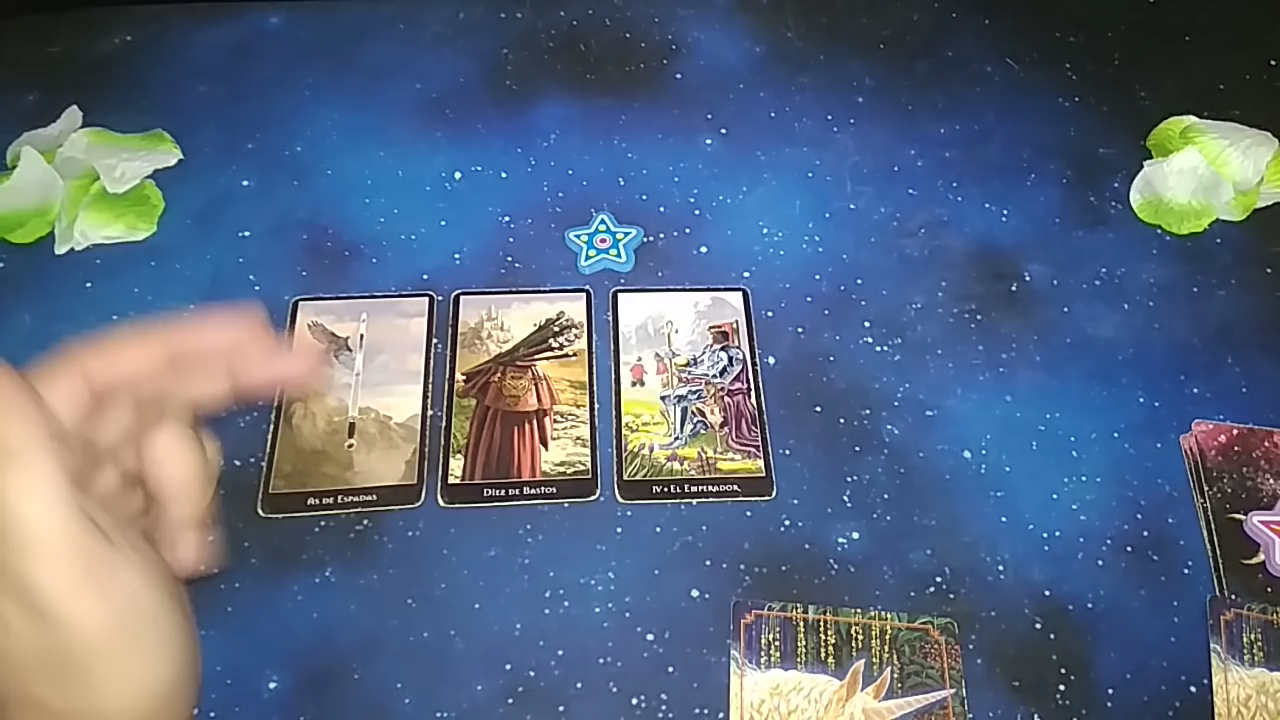 As de Espadas
Diez de Bastos
IV • El Emperador